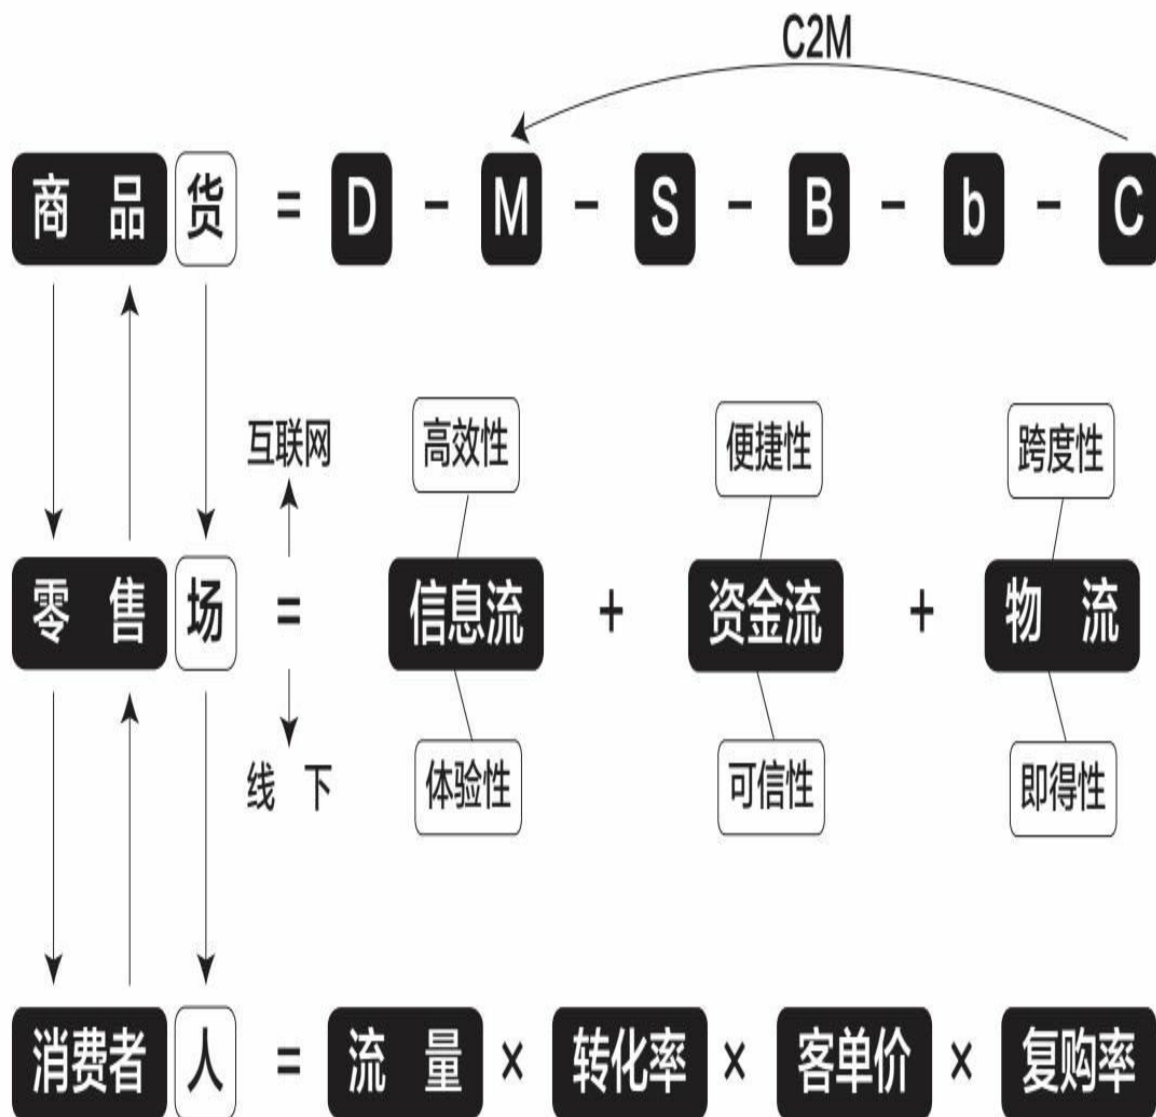 C2M
商 品 货 = D - M - S - B - b - C
互联网 高效性 便捷性 跨度性
零 售 场 = 信息流 + 资金流 + 物 流
线 下 体验性 可信性 即得性
消费者 人 = 流 量 × 转化率 × 客单价 × 复购率